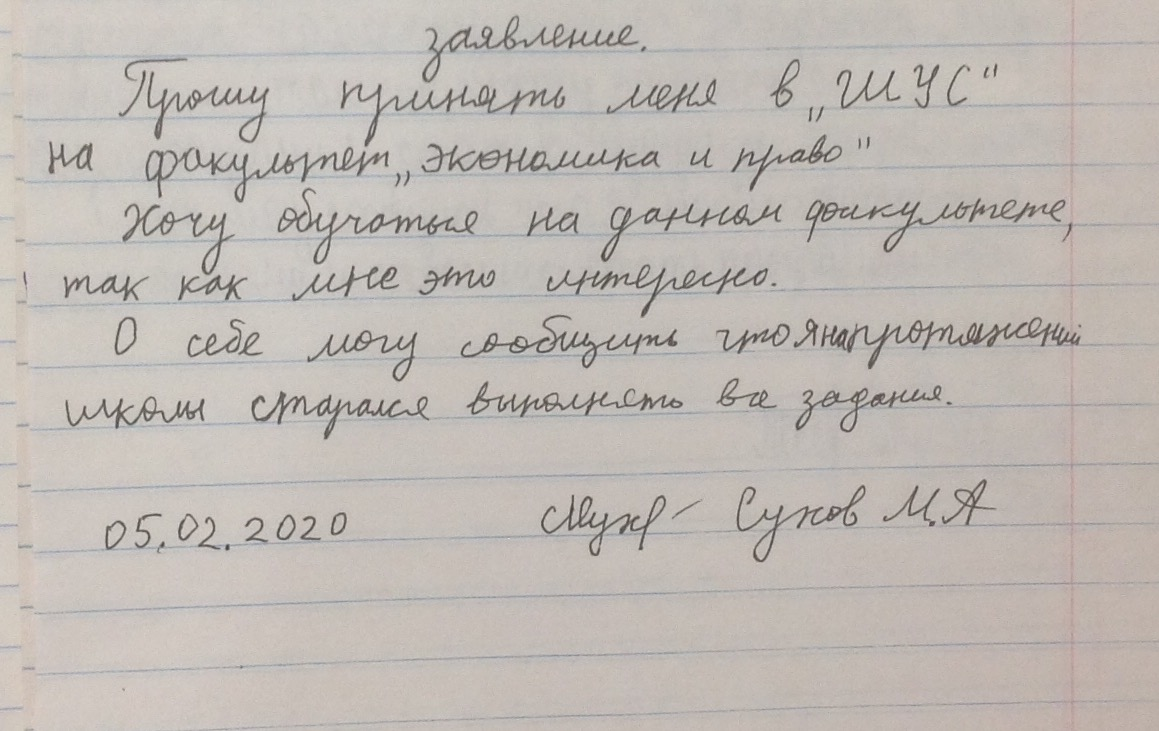 заявление.
Прошу принять меня в „ШУС"
на факультет „экономика и право"
Хочу обучаться на данном факультете,
так как мне это интересно.
О себе могу сообщить что я на протяжении
школы старался выполнять все задания.
05.02.2020 Сухов М.А